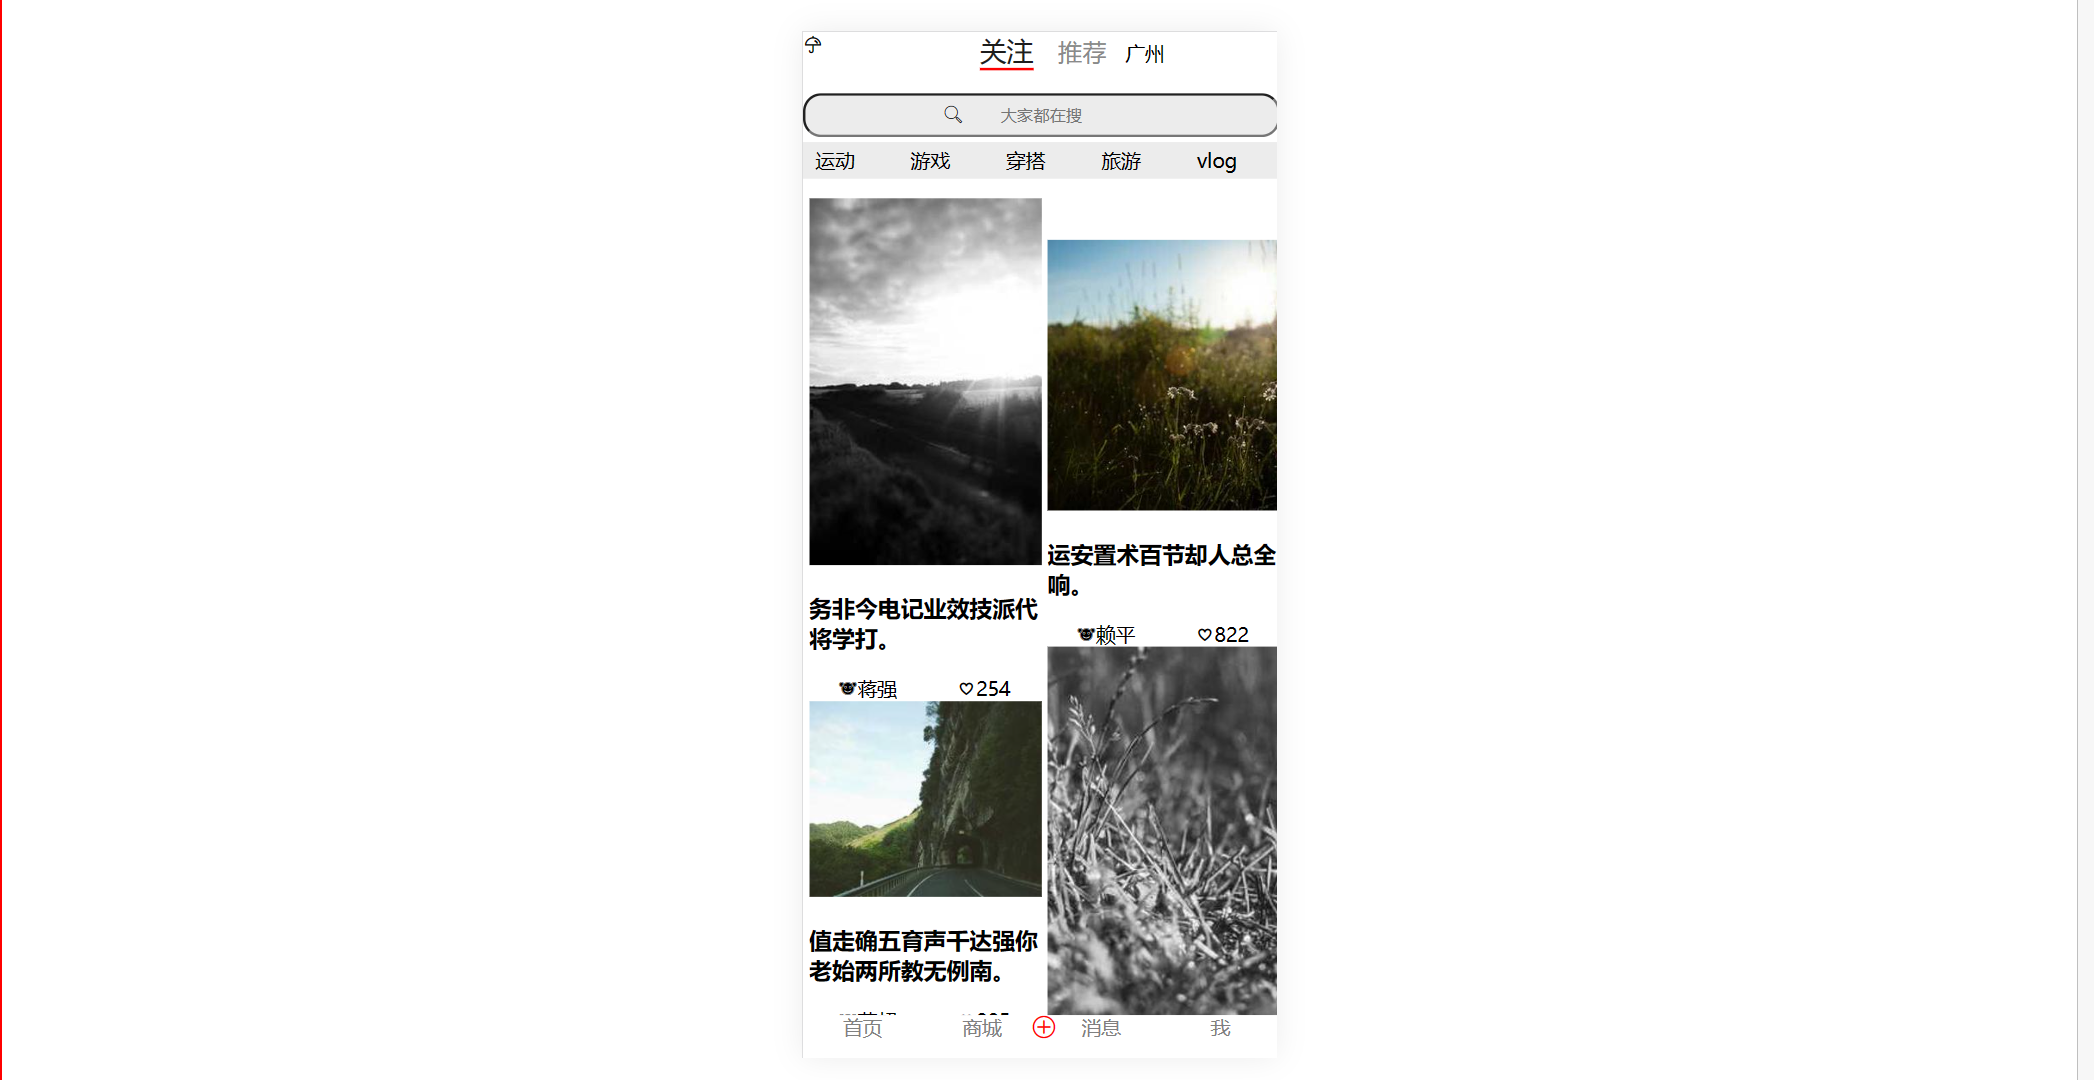 关注 推荐 广州
大家都在搜
运动 游戏 穿搭 旅游 vlog
务非今电记业效技派代
将学打。
蒋强 254
值走确五育声千达强你
老始两所教无例南。
运安置术百节却人总全
响。
赖平 822
首页 商城 消息 我